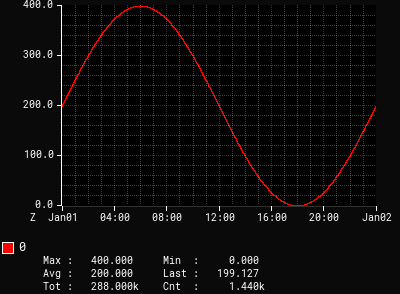 400.0
300.0
200.0
100.0
0.0
Z Jan01 04:00 08:00 12:00 16:00 20:00 Jan02
0
Max : 400.000 Min : 0.000
Avg : 200.000 Last : 199.127
Tot : 288.000k Cnt : 1.440k